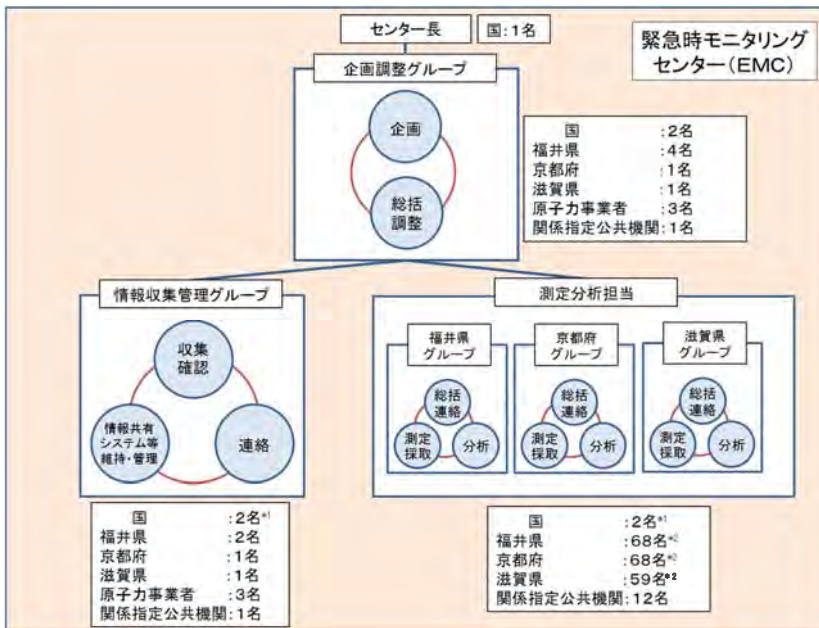 センター長
国:1名
緊急時モニタリング
センター(EMC)
企画調整グループ
企画
総括
調整
国 :2名
福井県 :4名
京都府 :1名
滋賀県 :1名
原子力事業者 :3名
関係指定公共機関:1名
情報収集管理グループ
収集
確認
情報共有
システム等
維持・管理
連絡
国 :2名*1
福井県 :2名
京都府 :1名
滋賀県 :1名
原子力事業者 :3名
関係指定公共機関:1名
測定分析担当
福井県
グループ
総括
連絡
測定
採取
分析
京都府
グループ
総括
連絡
測定
採取
分析
滋賀県
グループ
総括
連絡
測定
採取
分析
国 :2名*1
福井県 :68名*2
京都府 :68名*2
滋賀県 :59名*2
関係指定公共機関:12名